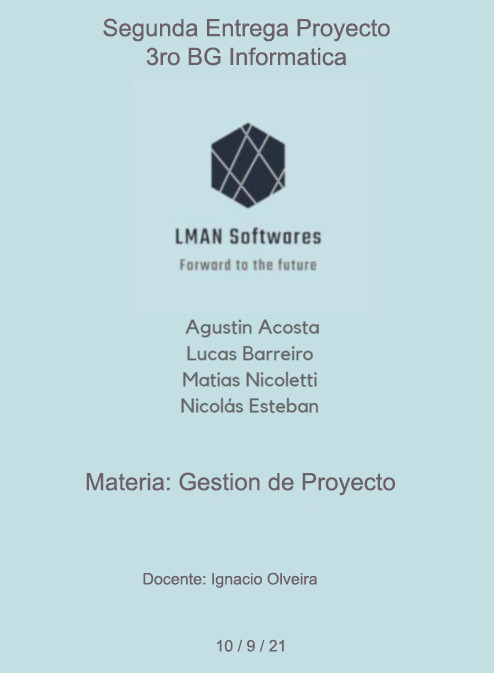 Segunda Entrega Proyecto
3ro BG Informatica
LMAN Softwares
Forward to the future
Agustin Acosta
Lucas Barreiro
Matias Nicoletti
Nicolás Esteban
Materia: Gestion de Proyecto
Docente: Ignacio Olveira
10 / 9 / 21